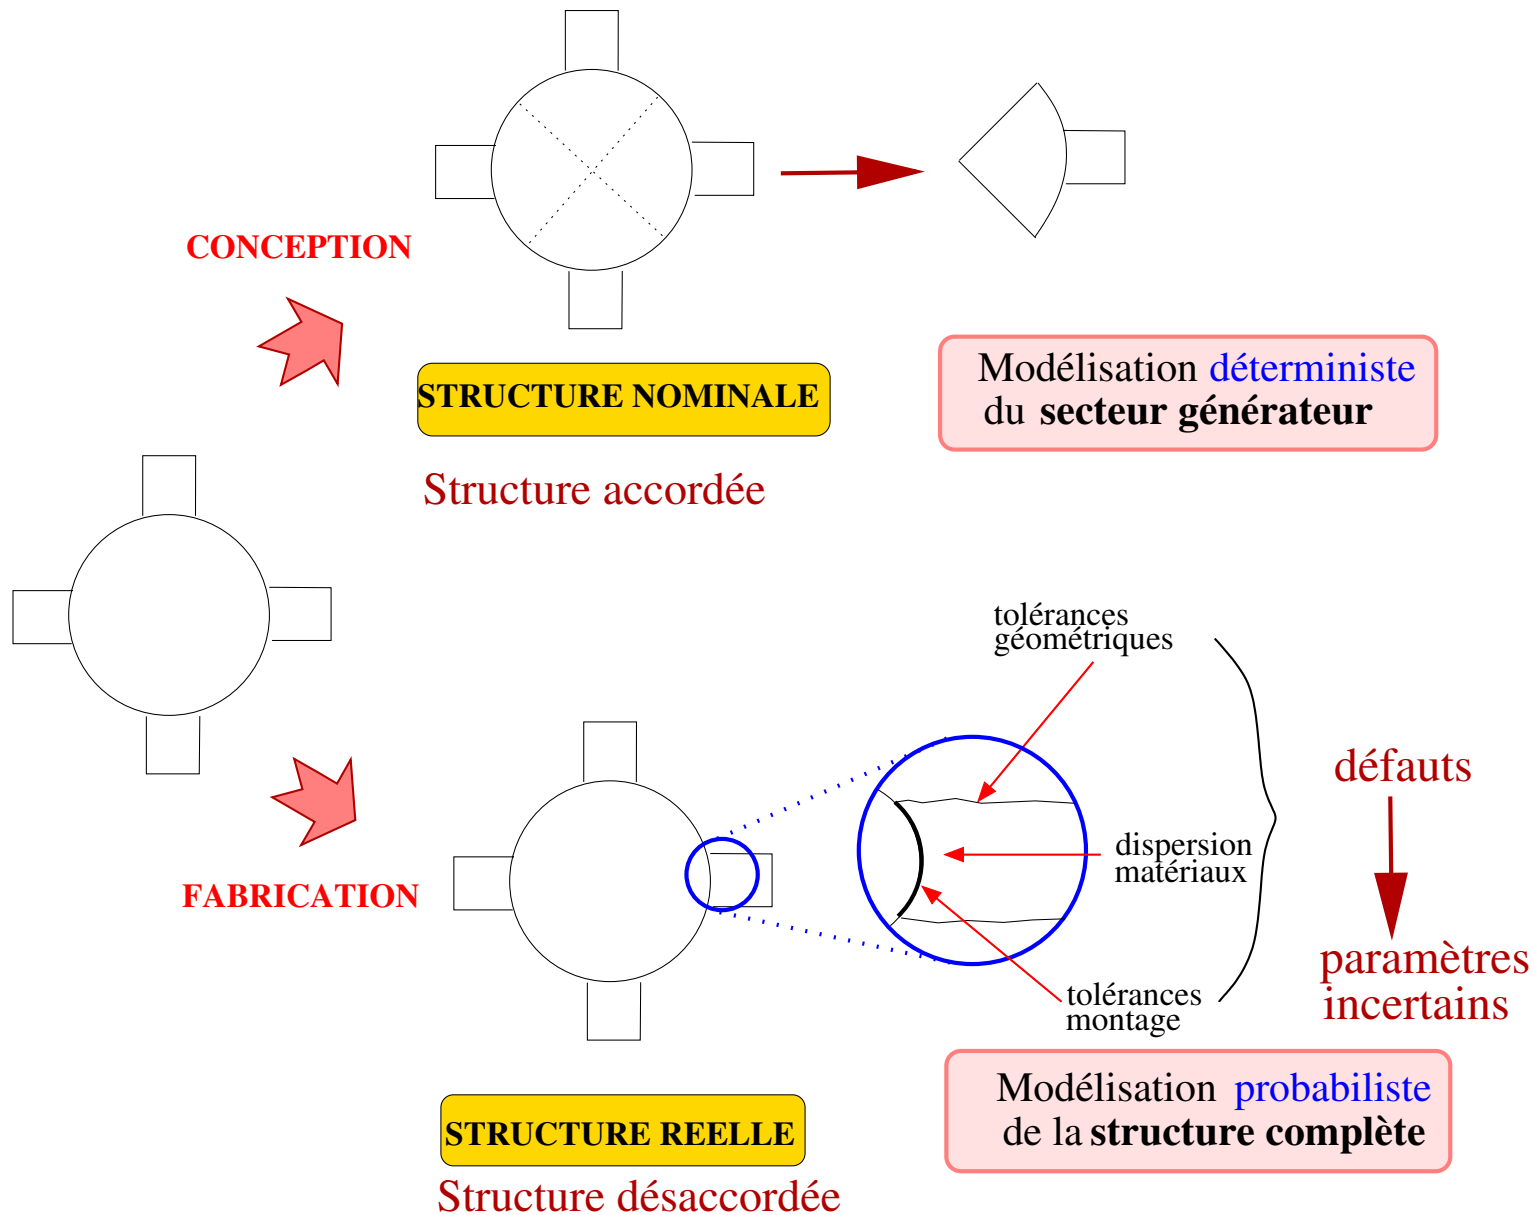 CONCEPTION
STRUCTURE NOMINALE
Structure accordée
Modélisation déterministe
du secteur générateur
FABRICATION
tolérances
géométriques
dispersion
matériaux
tolérances
montage
défauts
paramètres
incertains
STRUCTURE REELLE
Structure désaccordée
Modélisation probabiliste
de la structure complète